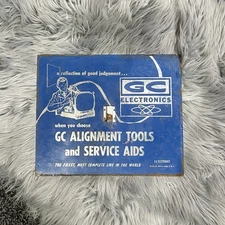 a reflection of good judgement...
GC
ELECTRONICS
when you choose
GC ALIGNMENT TOOLS
and SERVICE AIDS
THE FINEST, MOST COMPLETE LINE IN THE WORLD